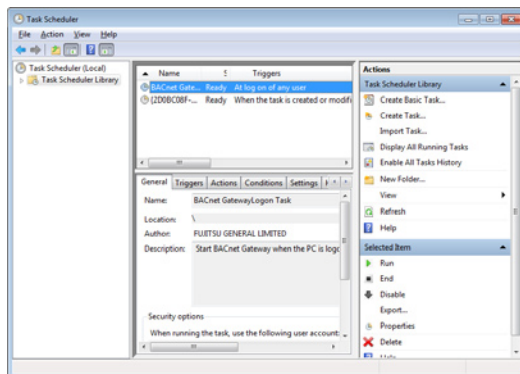 Task Scheduler
File Action View Help
Task Scheduler (Local)
Task Scheduler Library
Name Triggers
BACnet Gate... Ready At log on of any user
{2D0BC08F-... Ready When the task is created or modifi
General Triggers Actions Conditions Settings
Name: BACnet GatewayLogon Task
Location: \
Author: FUJITSU GENERAL LIMITED
Description: Start BACnet Gateway when the PC is logo
Security options
When running the task, use the following user account:
Actions
Task Scheduler Library
Create Basic Task...
Create Task...
Import Task...
Display All Running Tasks
Enable All Tasks History
New Folder...
View
Refresh
Help
Selected Item
Run
End
Disable
Export...
Properties
Delete